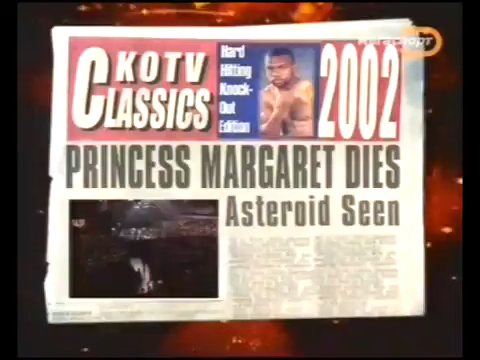 KOTV
CLASSICS
Hard
Hitting
Knock-
Out
Edition
2002
PRINCESS MARGARET DIES
Asteroid Seen